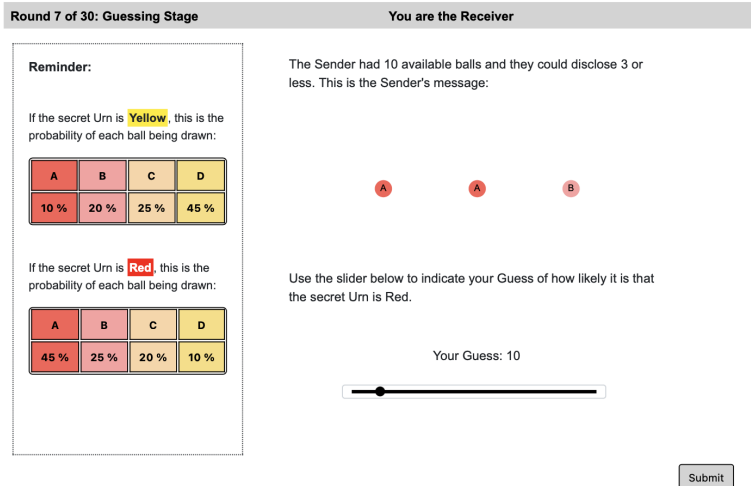 Round 7 of 30: Guessing Stage
You are the Receiver
Reminder:
If the secret Urn is Yellow, this is the
probability of each ball being drawn:
A B C D
10 % 20 % 25 % 45 %
If the secret Urn is Red, this is the
probability of each ball being drawn:
A B C D
45 % 25 % 20 % 10 %
The Sender had 10 available balls and they could disclose 3 or
less. This is the Sender's message:
A A B
Use the slider below to indicate your Guess of how likely it is that
the secret Urn is Red.
Your Guess: 10
Submit